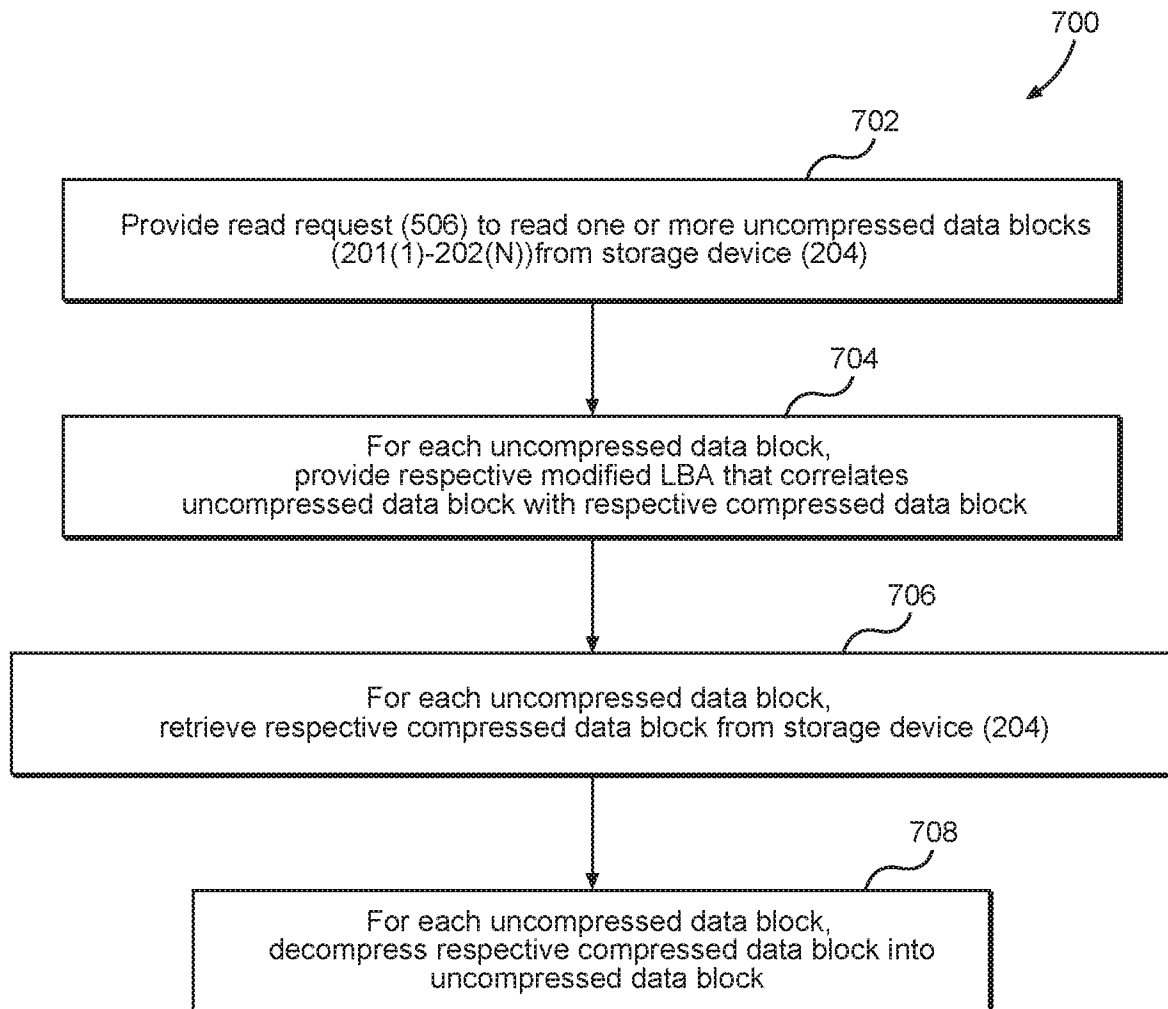 700
702
Provide read request (506) to read one or more uncompressed data blocks
(201(1)-202(N))from storage device (204)
704
For each uncompressed data block,
provide respective modified LBA that correlates
uncompressed data block with respective compressed data block
706
For each uncompressed data block,
retrieve respective compressed data block from storage device (204)
708
For each uncompressed data block,
decompress respective compressed data block into
uncompressed data block